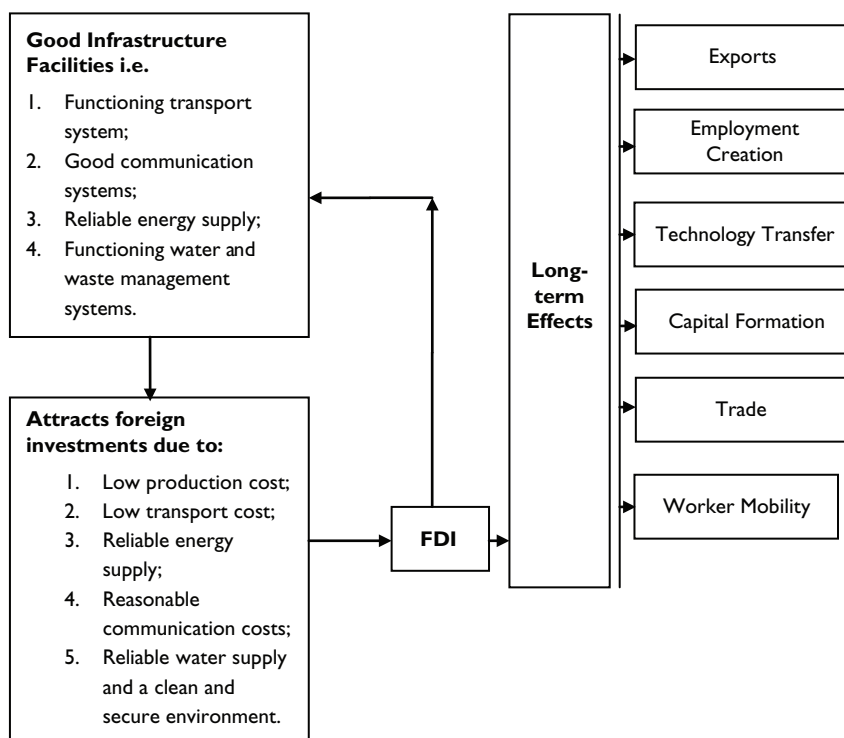 Good Infrastructure
Facilities i.e.
1. Functioning transport
system;
2. Good communication
systems;
3. Reliable energy supply;
4. Functioning water and
waste management
systems.
Attracts foreign
investments due to:
1. Low production cost;
2. Low transport cost;
3. Reliable energy
supply;
4. Reasonable
communication costs;
5. Reliable water supply
and a clean and
secure environment.
FDI
Long-
term
Effects
Exports
Employment
Creation
Technology Transfer
Capital Formation
Trade
Worker Mobility